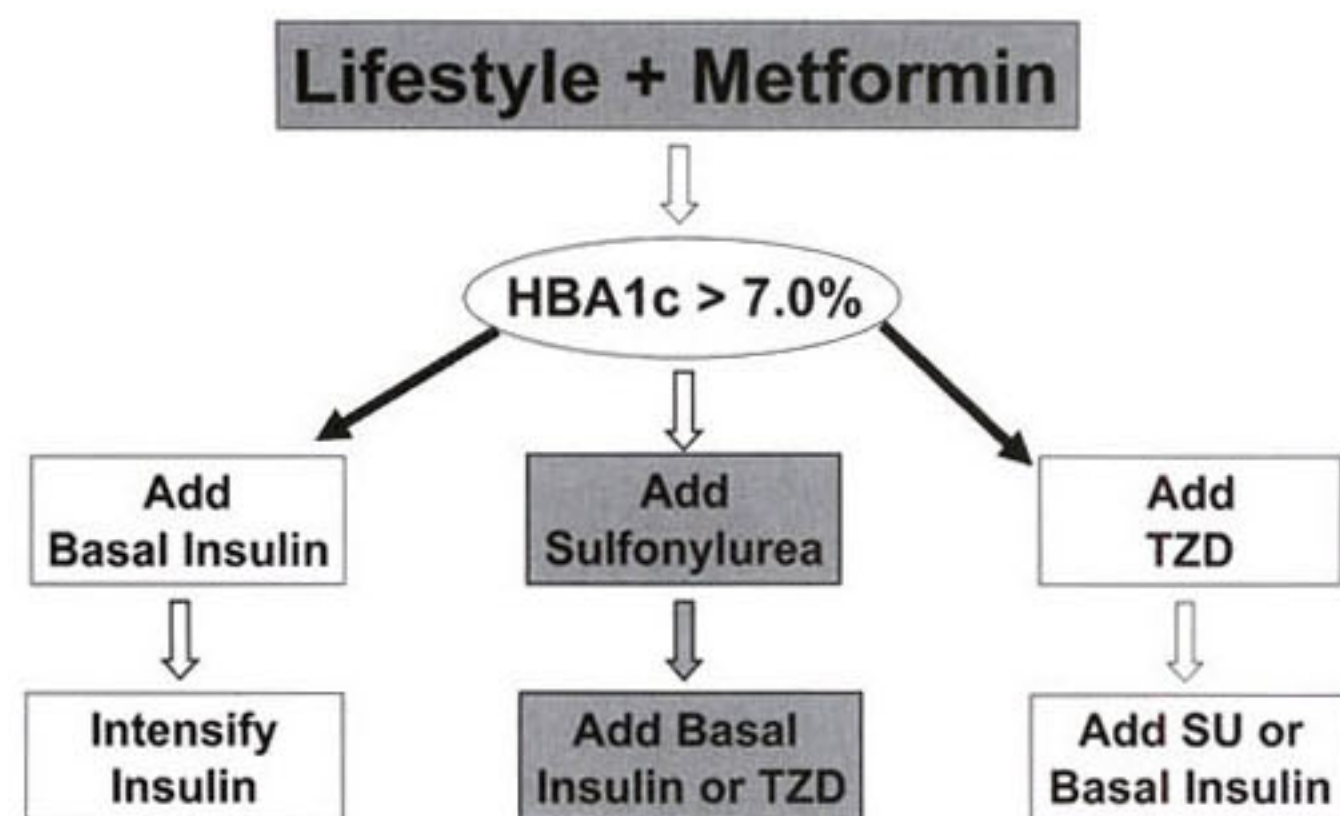 Lifestyle + Metformin
HBA1c > 7.0%
Add
Basal Insulin
Add
Sulfonylurea
Add
TZD
Intensify
Insulin
Add Basal
Insulin or TZD
Add SU or
Basal Insulin